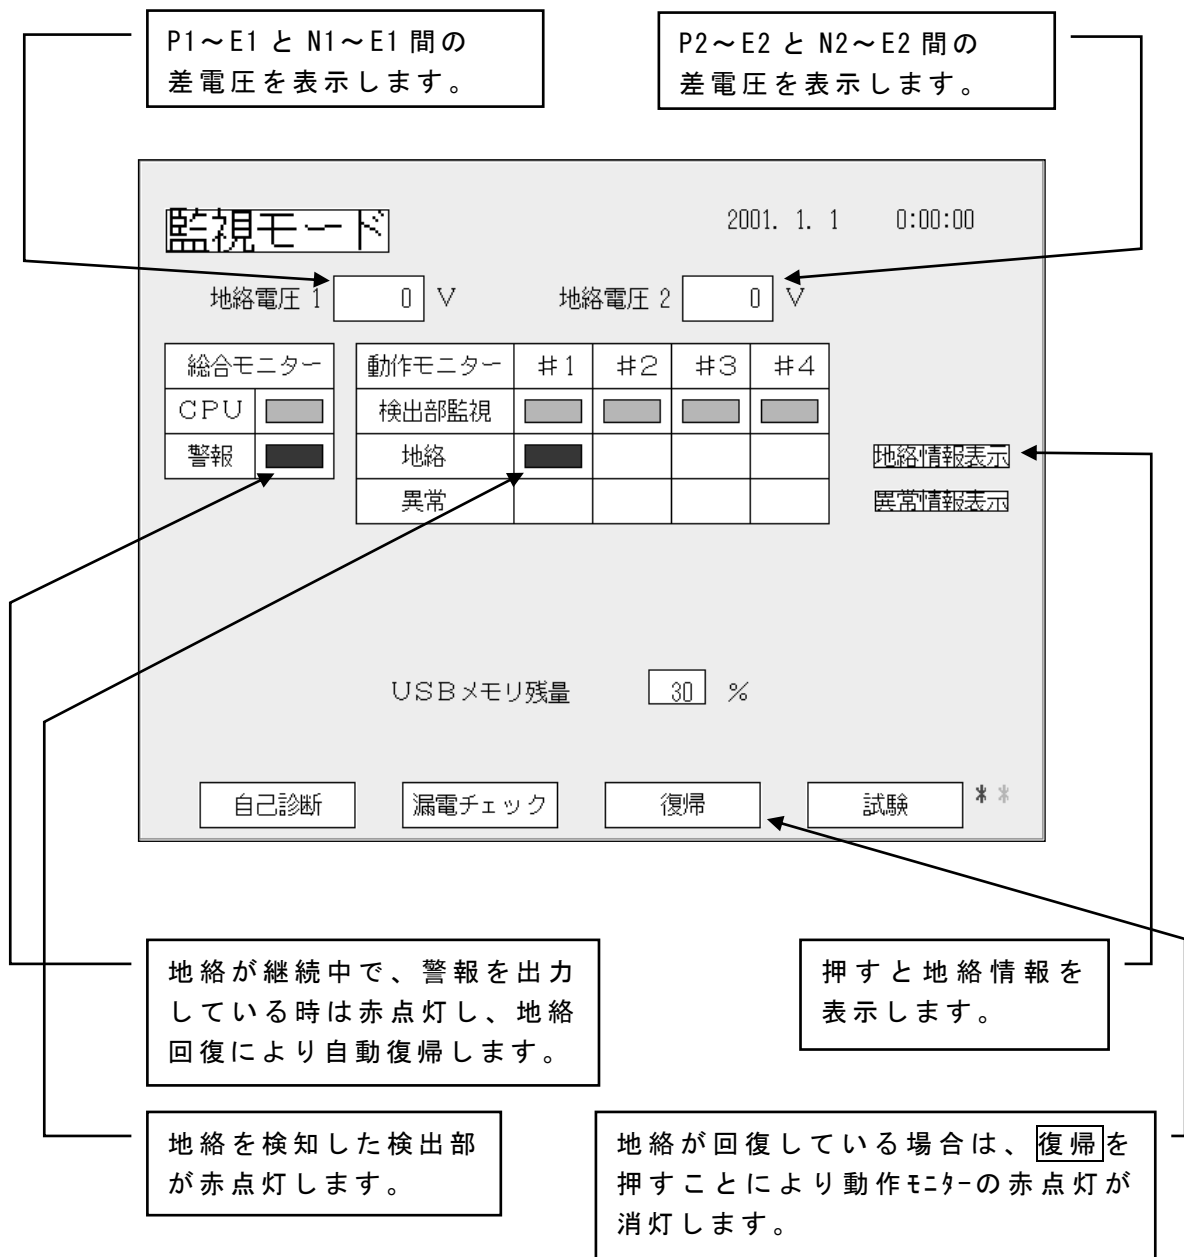 P1～E1 と N1～E1 間の
差電圧を表示します。
P2～E2 と N2～E2 間の
差電圧を表示します。
監視モード
2001. 1. 1 0:00:00
地絡電圧 1 0 V 地絡電圧 2 0 V
総合モニター 動作モニター #1 #2 #3 #4
CPU 検出部監視
警報 地絡 地絡情報表示
異常 異常情報表示
USBメモリ残量 30 %
自己診断 漏電チェック 復帰 試験 * *
地絡が継続中で、警報を出力
している時は赤点灯し、地絡
回復により自動復帰します。
押すと地絡情報を
表示します。
地絡を検知した検出部
が赤点灯します。
地絡が回復している場合は、復帰を
押すことにより動作ﾓﾆﾀｰの赤点灯が
消灯します。